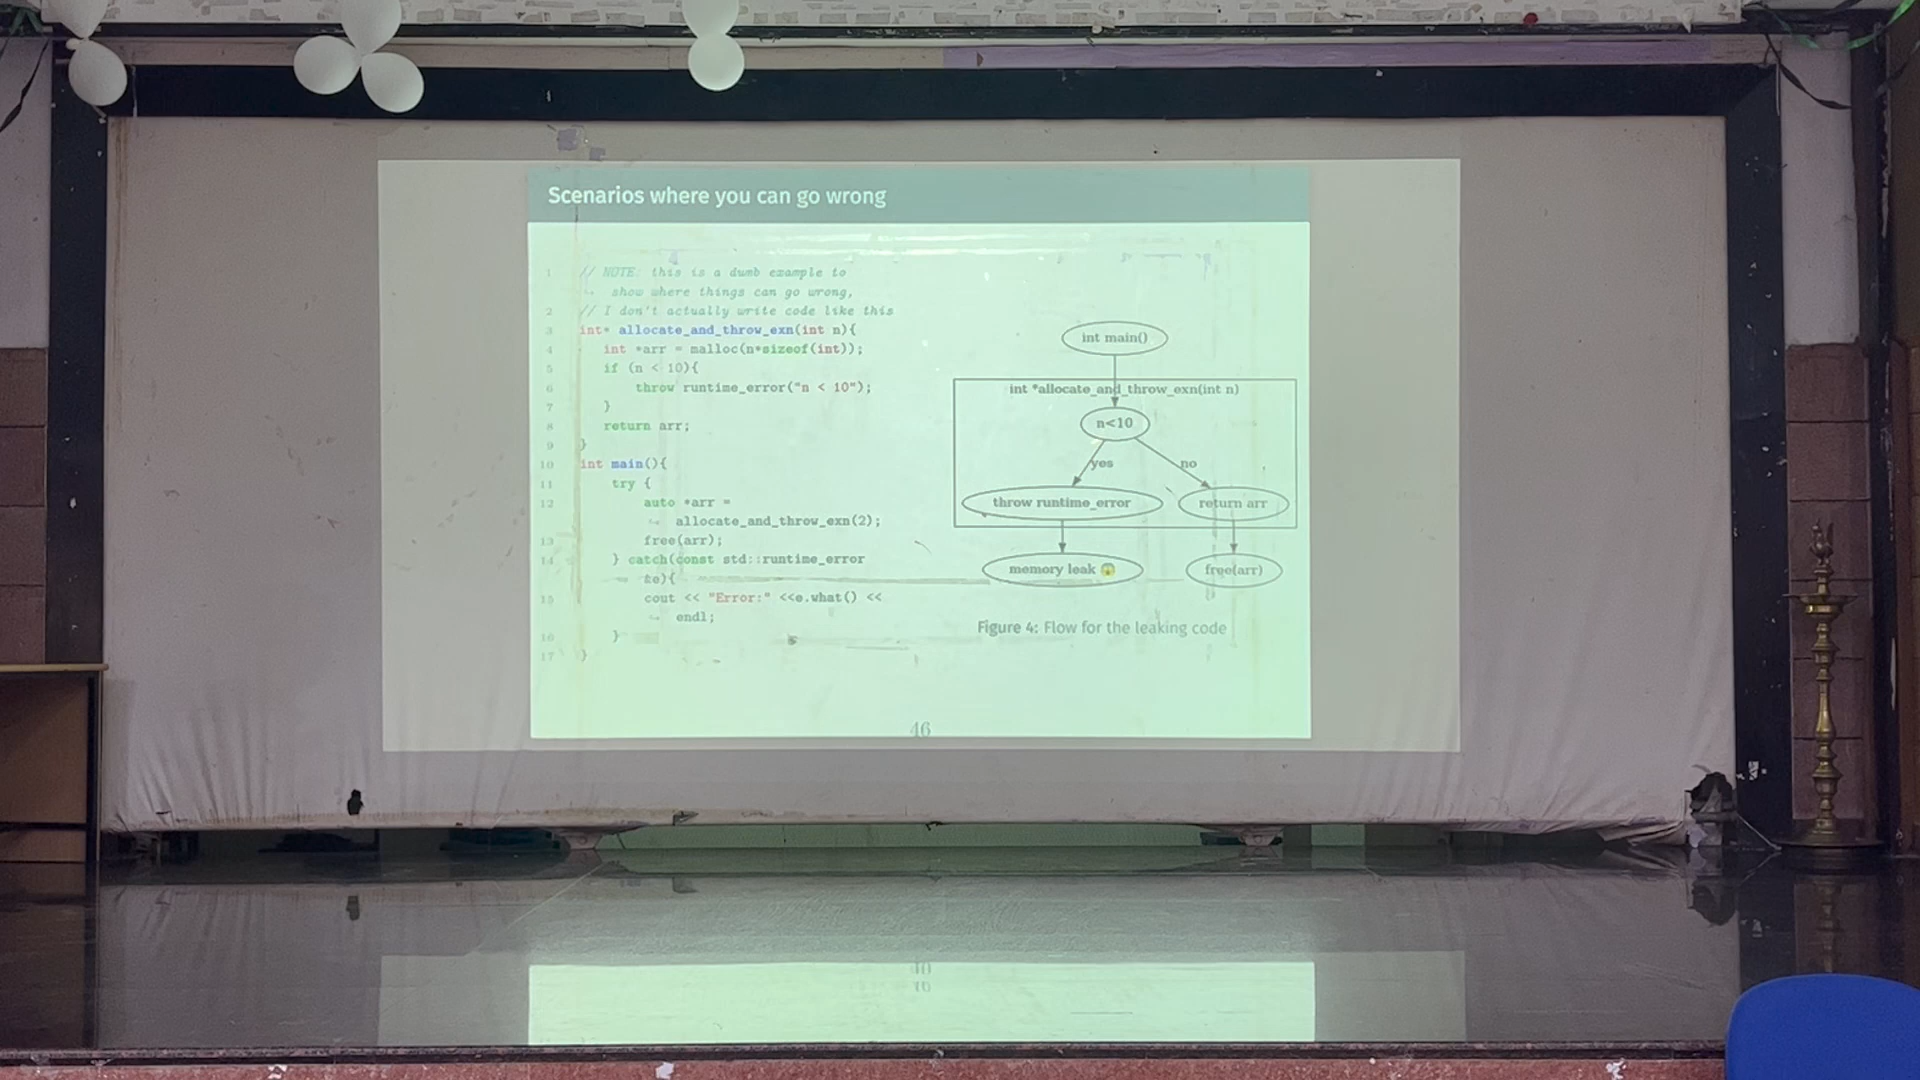 Scenarios where you can go wrong
1 // NOTE: this is a dumb example to
↪ show where things can go wrong,
2 // I don't actually write code like this
3 int* allocate_and_throw_exn(int n){
4 int *arr = malloc(n*sizeof(int));
5 if (n < 10){
6 throw runtime_error("n < 10");
7 }
8 return arr;
9 }
10 int main(){
11 try {
12 auto *arr =
↪ allocate_and_throw_exn(2);
13 free(arr);
14 } catch(const std::runtime_error
&e){
15 cout << "Error:" <<e.what() <<
↪ endl;
16 }
17 }
int main()
int *allocate_and_throw_exn(int n)
n<10
yes no
throw runtime_error return arr
memory leak 😱 free(arr)
Figure 4: Flow for the leaking code
46